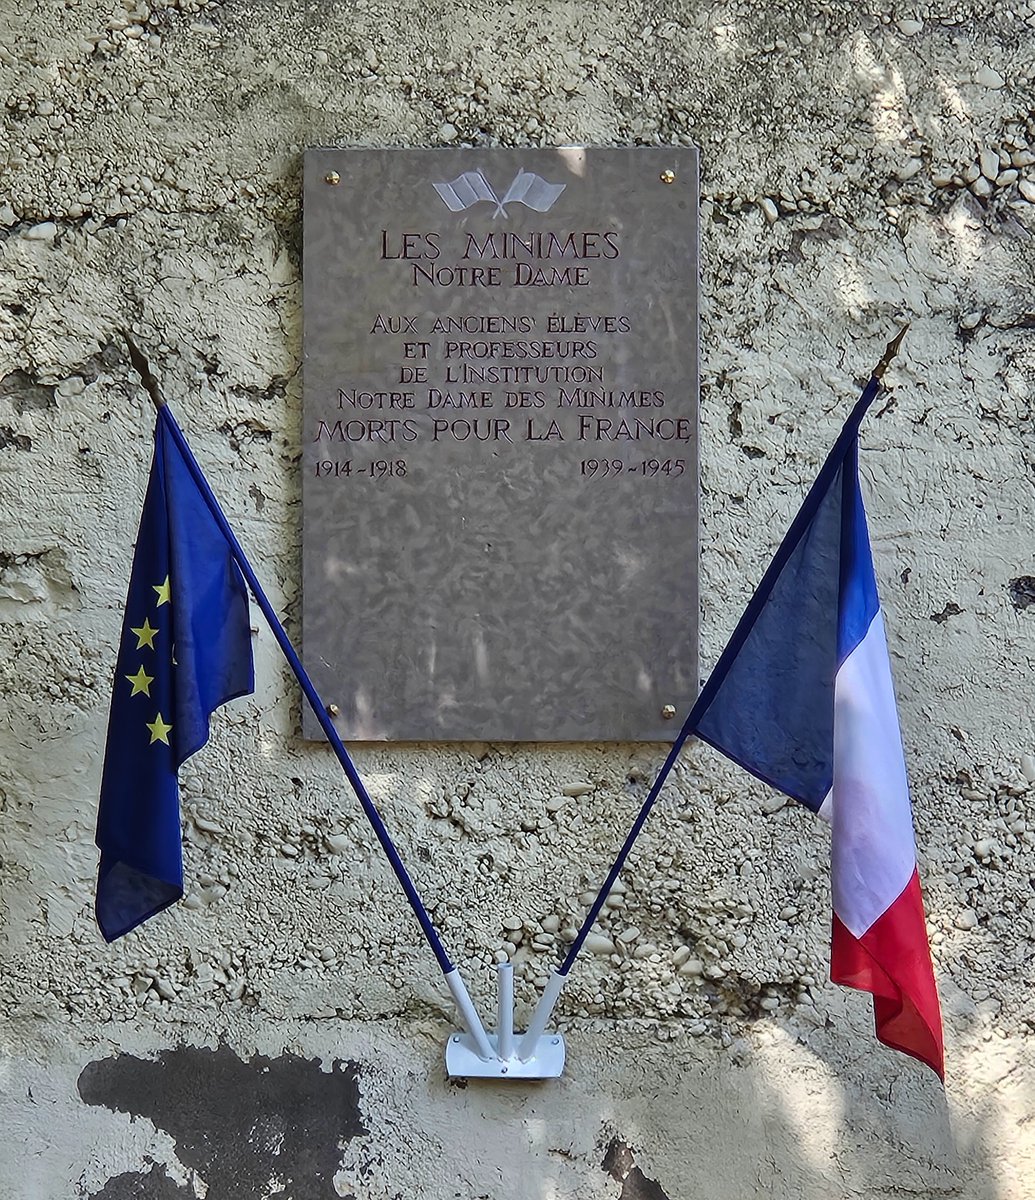 LES MINIMES
NOTRE DAME
AUX ANCIENS ÉLÈVES
ET PROFESSEURS
DE L'INSTITUTION
NOTRE DAME DES MINIMES
MORTS POUR LA FRANCE
1914-1918 1939-1945